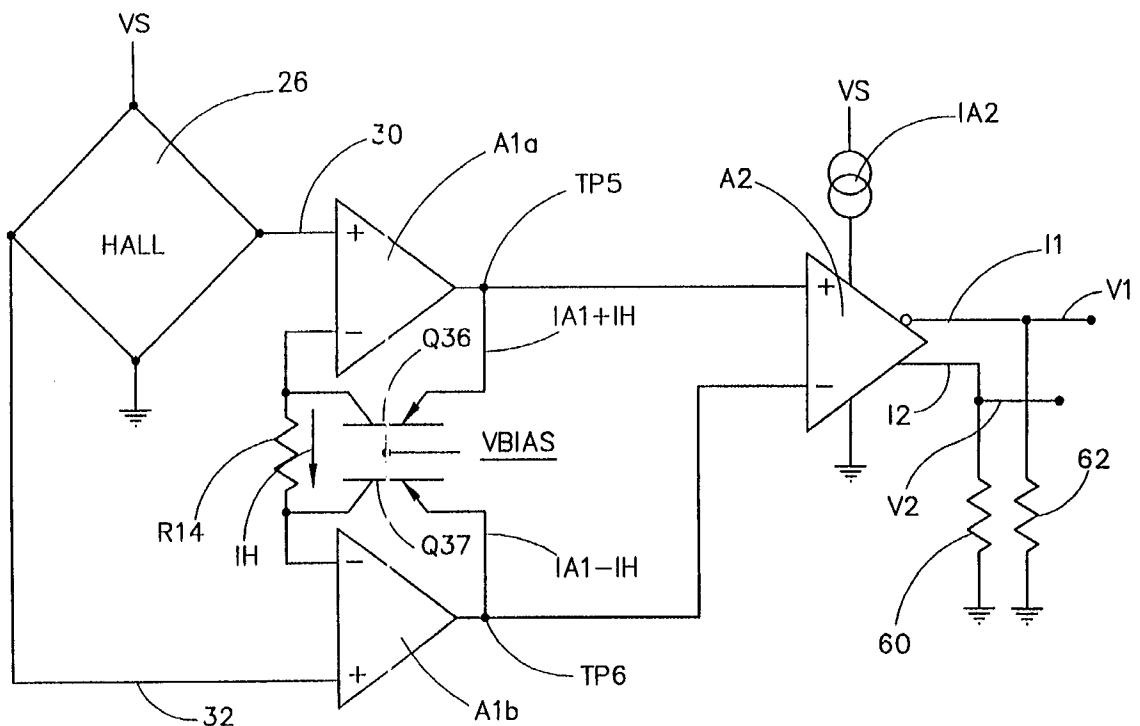 VS
26
30
A1a
TP5
VS
IA2
A2
HALL
+
−
+
−
I1
V1
IA1+IH
Q36
VBIAS
I2
V2
62
R14
IH
Q37
IA1−IH
−
+
60
TP6
A1b
32